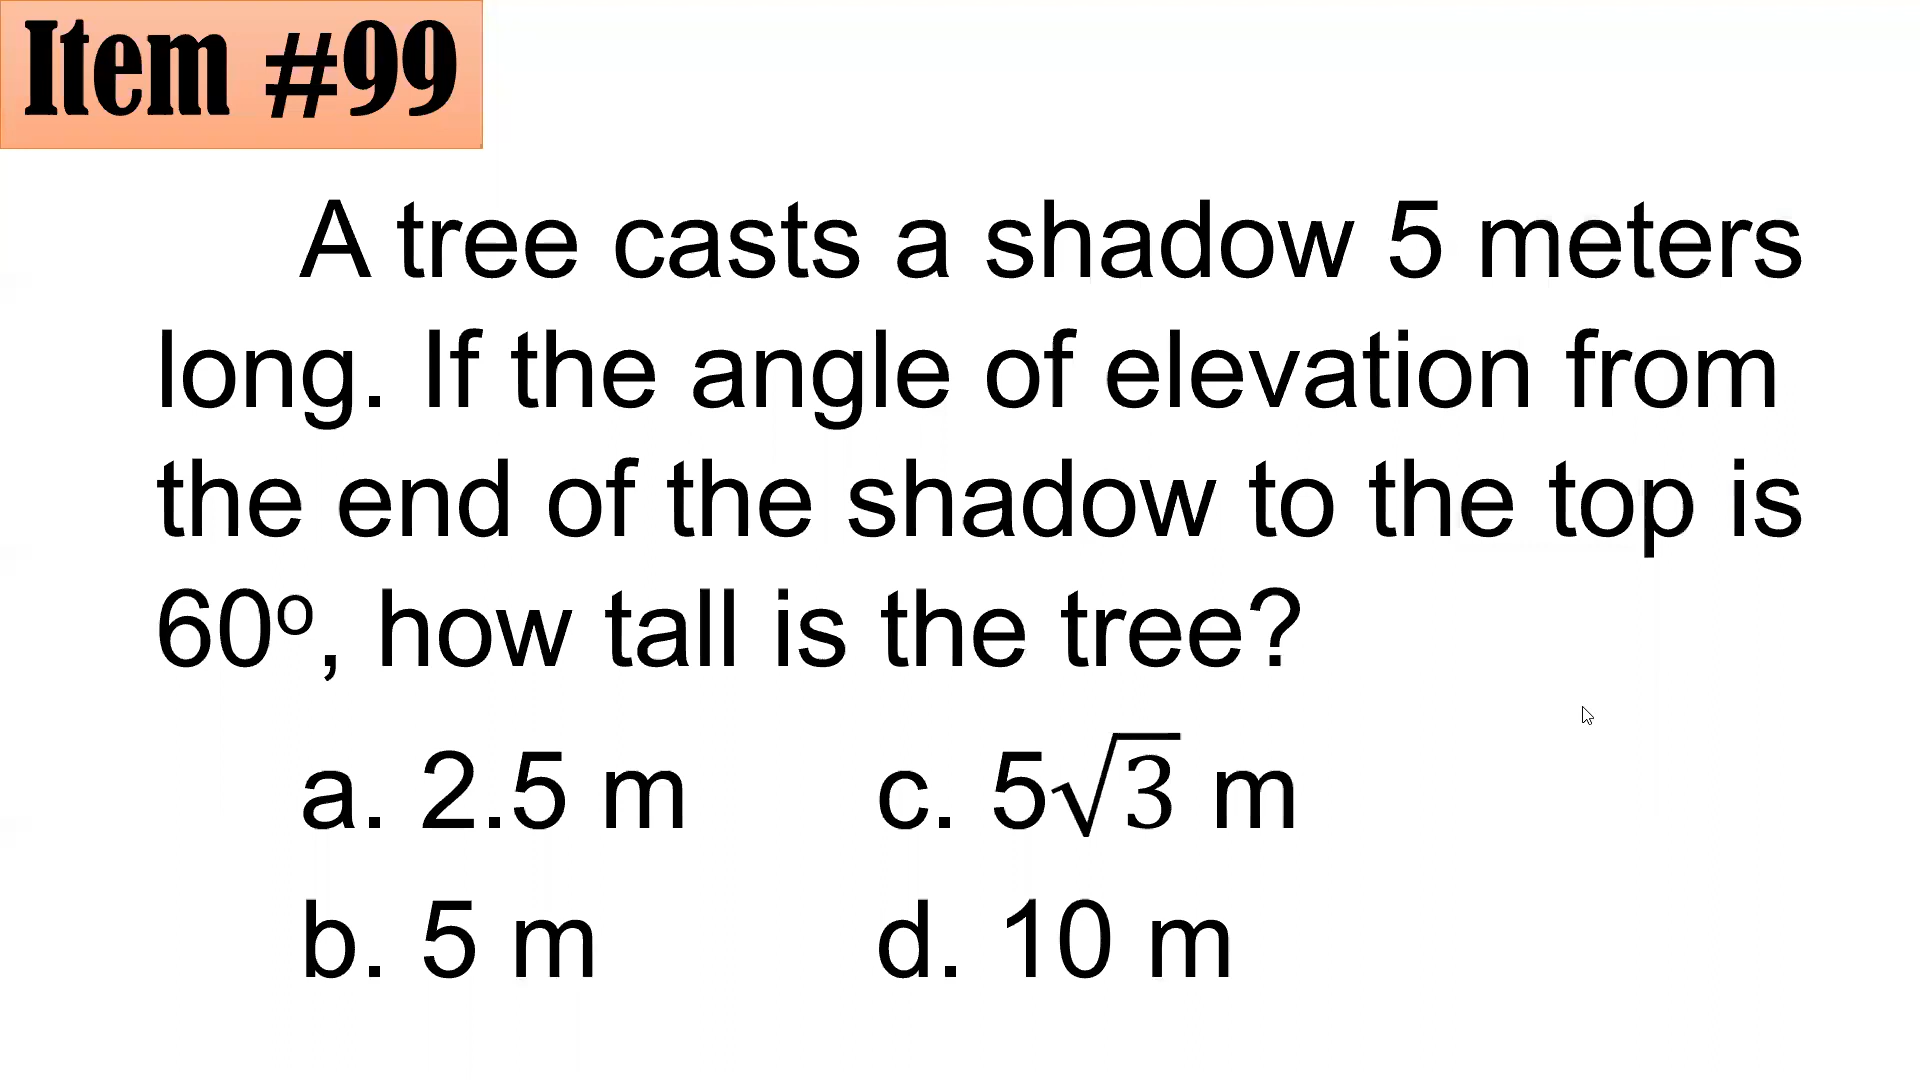 Item #99
A tree casts a shadow 5 meters
long. If the angle of elevation from
the end of the shadow to the top is
60º, how tall is the tree?
a. 2.5 m c. 5√3 m
b. 5 m d. 10 m